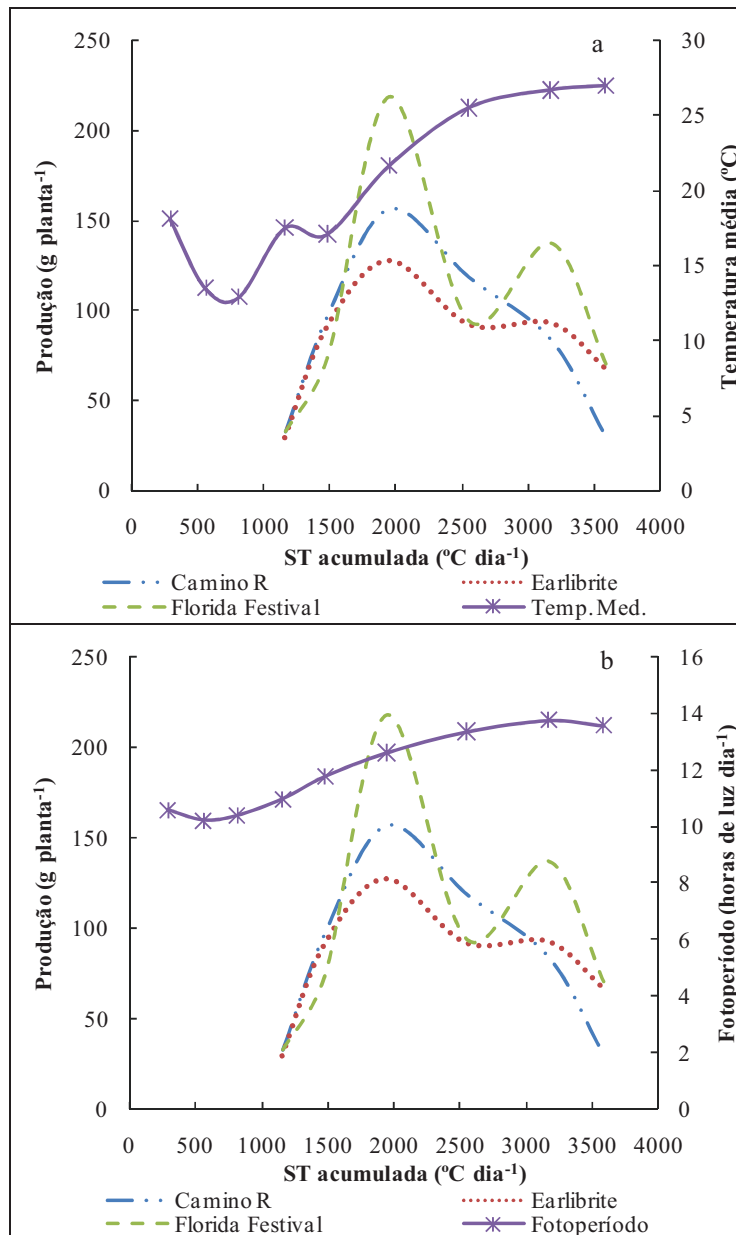 a
250
200
150
100
50
0
30
25
20
15
10
5
0
Produção (g planta-1)
Temperatura média (ºC)
0 500 1000 1500 2000 2500 3000 3500 4000
ST acumulada (ºC dia-1)
Camino R Earlibrite
Florida Festival Temp. Med.
b
250
200
150
100
50
0
16
14
12
10
8
6
4
2
0
Produção (g planta-1)
Fotoperíodo (horas de luz dia-1)
0 500 1000 1500 2000 2500 3000 3500 4000
ST acumulada (ºC dia-1)
Camino R Earlibrite
Florida Festival Fotoperíodo